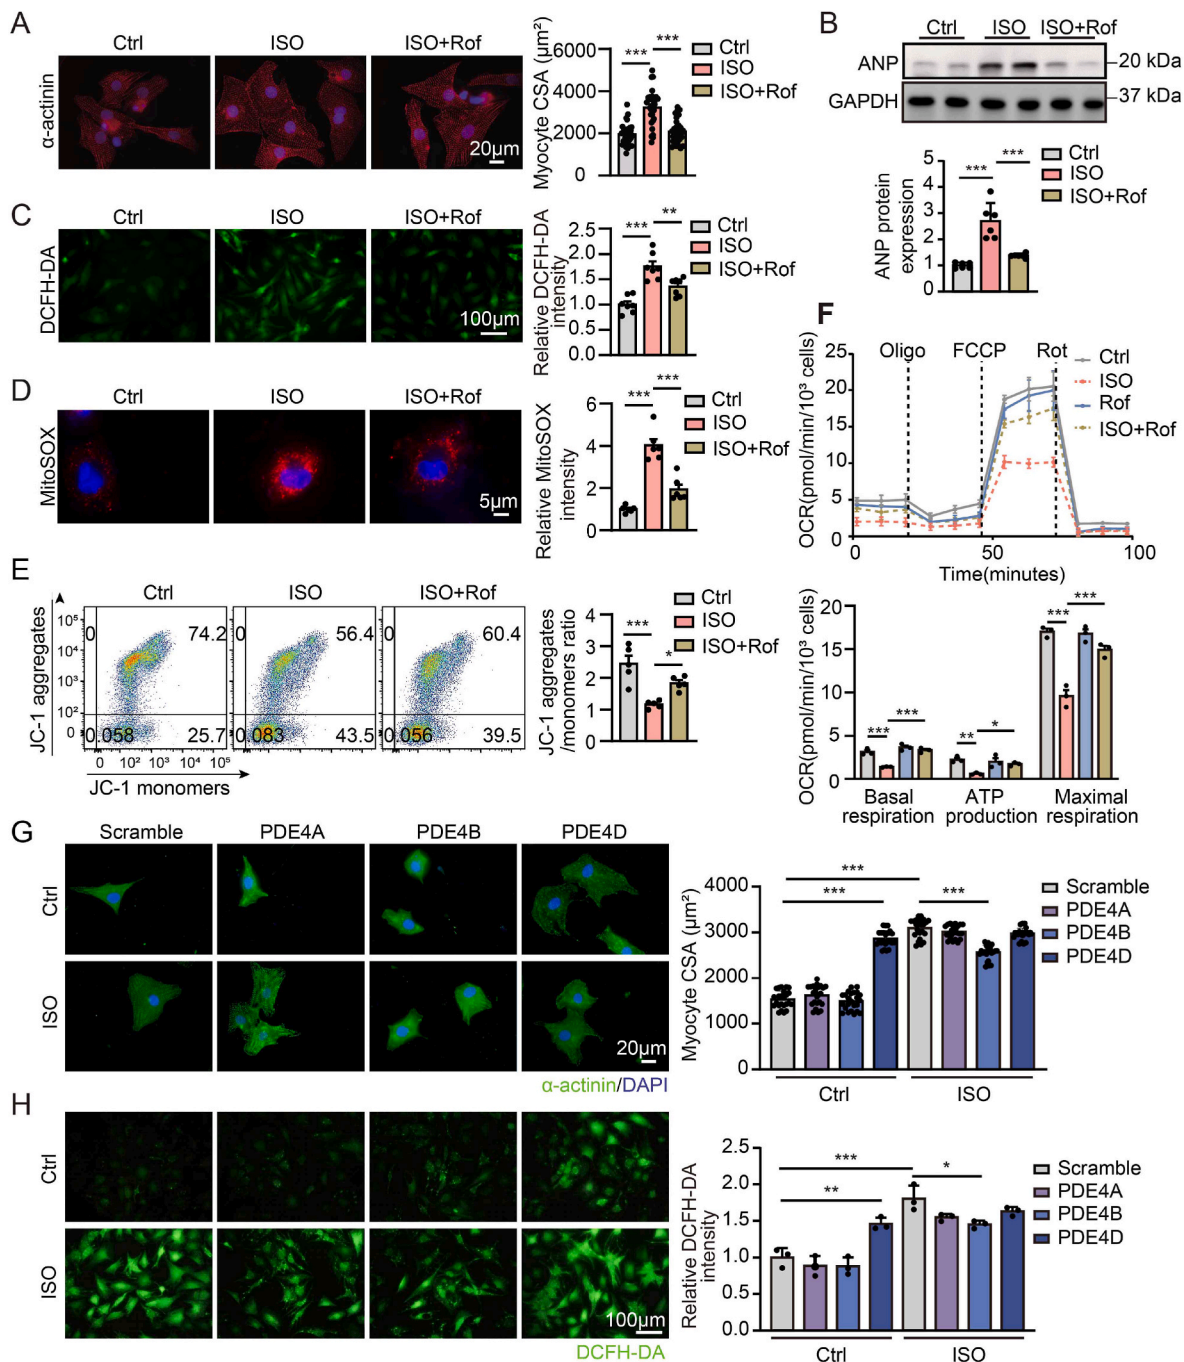 A
Ctrl ISO ISO+Rof
α-actinin
20μm
Myocyte CSA (μm²)
6000
4000
2000
0
*** ***
Ctrl
ISO
ISO+Rof
B
Ctrl ISO ISO+Rof
ANP
20 kDa
GAPDH
37 kDa
ANP protein
expression
5
4
3
2
1
0
*** ***
Ctrl
ISO
ISO+Rof
C
Ctrl ISO ISO+Rof
DCFH-DA
100μm
Relative DCFH-DA
intensity
2.5
2.0
1.5
1.0
0.5
0.0
*** **
Ctrl
ISO
ISO+Rof
D
Ctrl ISO ISO+Rof
MitoSOX
5μm
Relative MitoSOX
intensity
6
4
2
0
*** ***
Ctrl
ISO
ISO+Rof
E
Ctrl ISO ISO+Rof
JC-1 aggregates
10⁵
10⁴
10³
10²
0
0 74.2
0.058 25.7
0 56.4
0.083 43.5
0 60.4
0.056 39.5
0 10² 10³ 10⁴ 10⁵
JC-1 monomers
JC-1 aggregates
/monomers ratio
4
3
2
1
0
*** *
Ctrl
ISO
ISO+Rof
F
Oligo FCCP Rot
OCR(pmol/min/10³ cells)
25
20
15
10
5
0
0 50 100
Time(minutes)
Ctrl
ISO
Rof
ISO+Rof
OCR(pmol/min/10³ cells)
20
15
10
5
0
*** *** ** * *** ***
Basal
respiration
ATP
production
Maximal
respiration
G
Scramble PDE4A PDE4B PDE4D
Ctrl
ISO
20μm
α-actinin/DAPI
Myocyte CSA (μm²)
4000
3000
2000
1000
0
***
*** ***
Ctrl ISO
Scramble
PDE4A
PDE4B
PDE4D
H
Ctrl
ISO
100μm
DCFH-DA
Relative DCFH-DA
intensity
2.5
2.0
1.5
1.0
0.5
0.0
*** *
**
Ctrl ISO
Scramble
PDE4A
PDE4B
PDE4D